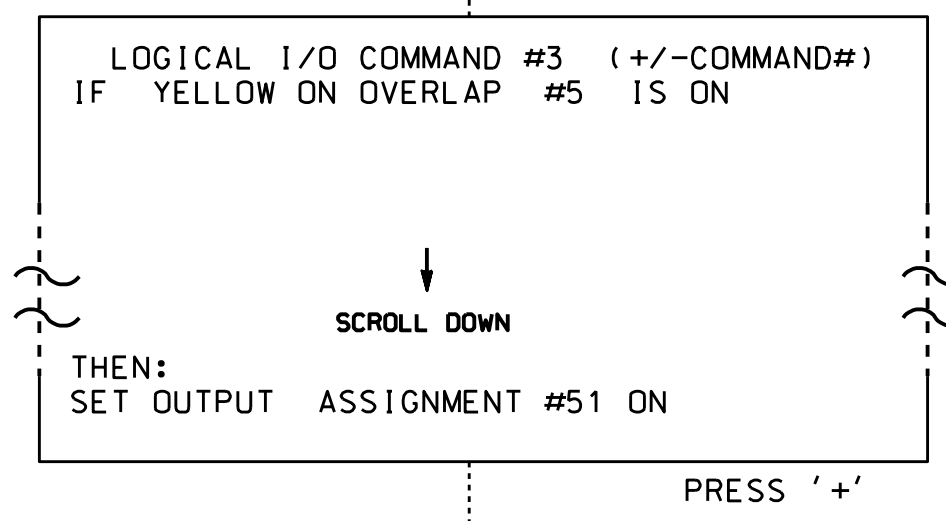 LOGICAL I/O COMMAND #3 (+/-COMMAND#)
IF YELLOW ON OVERLAP #5 IS ON
SCROLL DOWN
THEN:
SET OUTPUT ASSIGNMENT #51 ON
PRESS '+'